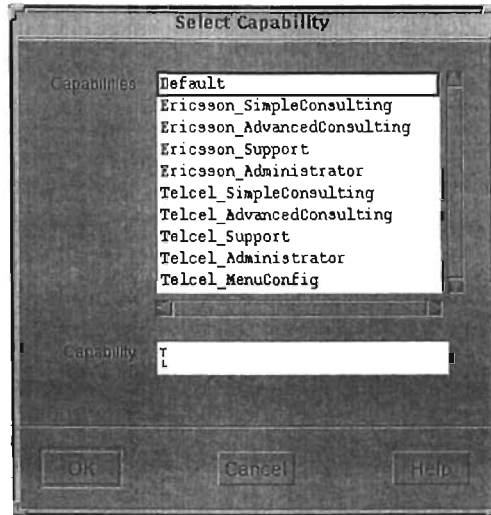 Select Capability
Capabilities
Default
Ericsson_SimpleConsulting
Ericsson_AdvancedConsulting
Ericsson_Support
Ericsson_Administrator
Telcel_SimpleConsulting
Telcel_AdvancedConsulting
Telcel_Support
Telcel_Administrator
Telcel_MenuConfig
Capability
OK
Cancel
Help